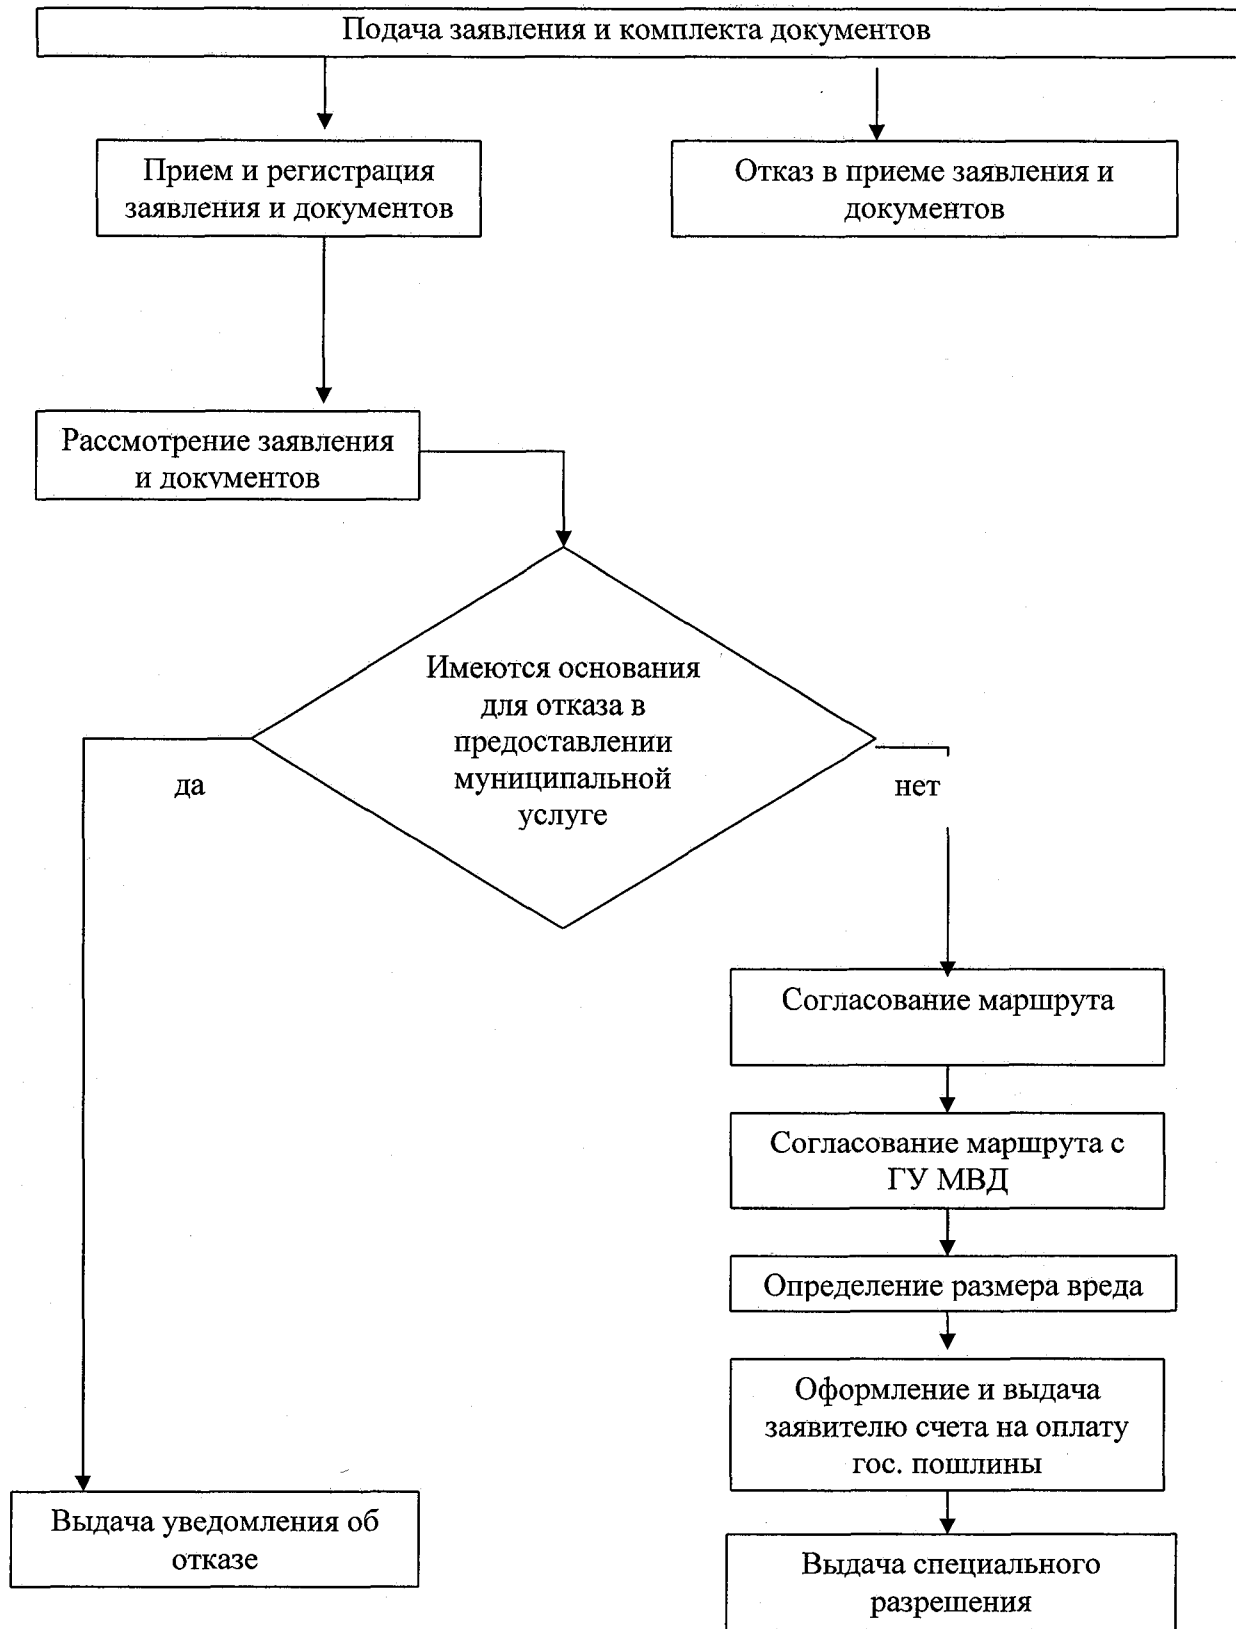 Подача заявления и комплекта документов
Прием и регистрация
заявления и документов
Отказ в приеме заявления и
документов
Рассмотрение заявления
и документов
Имеются основания
для отказа в
предоставлении
муниципальной
услуге
да
нет
Согласование маршрута
Согласование маршрута с
ГУ МВД
Определение размера вреда
Оформление и выдача
заявителю счета на оплату
гос. пошлины
Выдача уведомления об
отказе
Выдача специального
разрешения